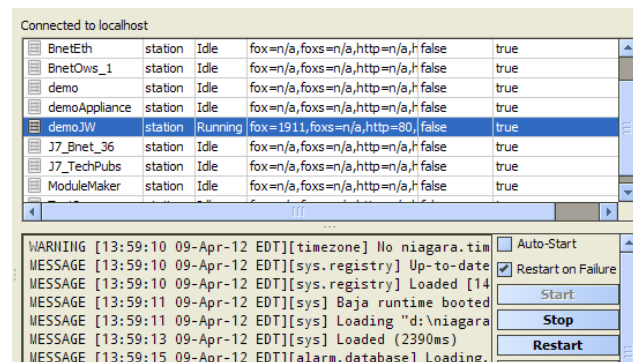 Connected to localhost
BnetEth station Idle fox=n/a,foxs=n/a,http=n/a,h false true
BnetOws_1 station Idle fox=n/a,foxs=n/a,http=n/a,h false true
demo station Idle fox=n/a,foxs=n/a,http=n/a,h false true
demoAppliance station Idle fox=n/a,foxs=n/a,http=n/a,h false true
demoJW station Running fox=1911,foxs=n/a,http=80, false true
J7_Bnet_36 station Idle fox=n/a,foxs=n/a,http=n/a,h false true
J7_TechPubs station Idle fox=n/a,foxs=n/a,http=n/a,h false true
ModuleMaker station Idle fox=n/a,foxs=n/a,http=n/a,h false true
WARNING [13:59:10 09-Apr-12 EDT][timezone] No niagara.tim
MESSAGE [13:59:10 09-Apr-12 EDT][sys.registry] Up-to-date
MESSAGE [13:59:10 09-Apr-12 EDT][sys.registry] Loaded [14
MESSAGE [13:59:11 09-Apr-12 EDT][sys] Baja runtime booted
MESSAGE [13:59:11 09-Apr-12 EDT][sys] Loading "d:\niagara
MESSAGE [13:59:13 09-Apr-12 EDT][sys] Loaded (2390ms)
MESSAGE [13:59:15 09-Apr-12 EDT][alarm.database] Loading.
Auto-Start
Restart on Failure
Start
Stop
Restart